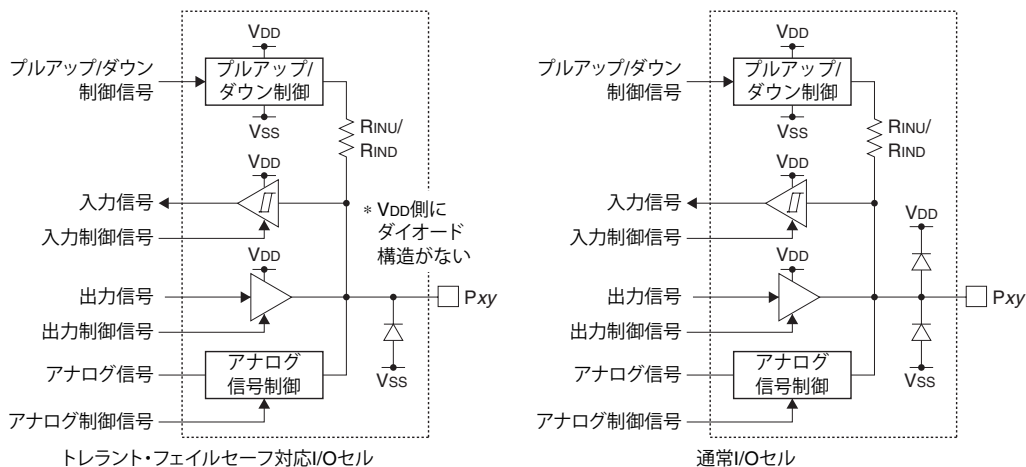 VDD
プルアップ/ダウン
制御信号
プルアップ/
ダウン制御
VSS
RINU/
RIND
VDD
入力信号
入力制御信号
* VDD側に
ダイオード
構造がない
VDD
出力信号
Pxy
出力制御信号
アナログ信号
アナログ
信号制御
VSS
アナログ制御信号
トレラント・フェイルセーフ対応I/Oセル
VDD
プルアップ/ダウン
制御信号
プルアップ/
ダウン制御
VSS
RINU/
RIND
VDD
入力信号
入力制御信号
VDD
VDD
出力信号
Pxy
出力制御信号
アナログ信号
アナログ
信号制御
VSS
アナログ制御信号
通常I/Oセル